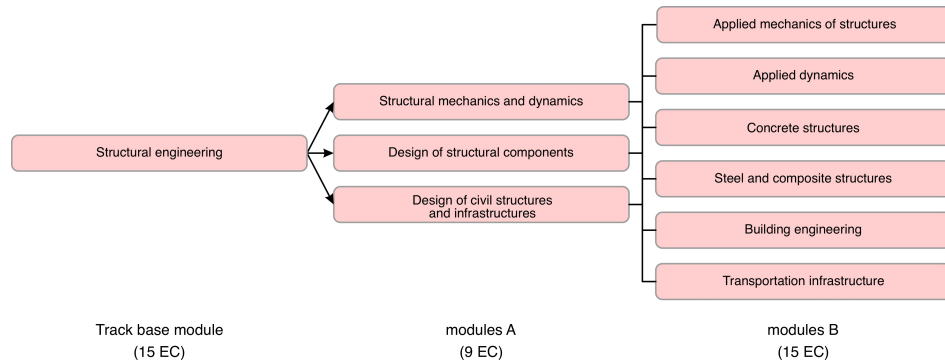 Structural engineering
Structural mechanics and dynamics
Design of structural components
Design of civil structures
and infrastructures
Applied mechanics of structures
Applied dynamics
Concrete structures
Steel and composite structures
Building engineering
Transportation infrastructure
Track base module
(15 EC)
modules A
(9 EC)
modules B
(15 EC)